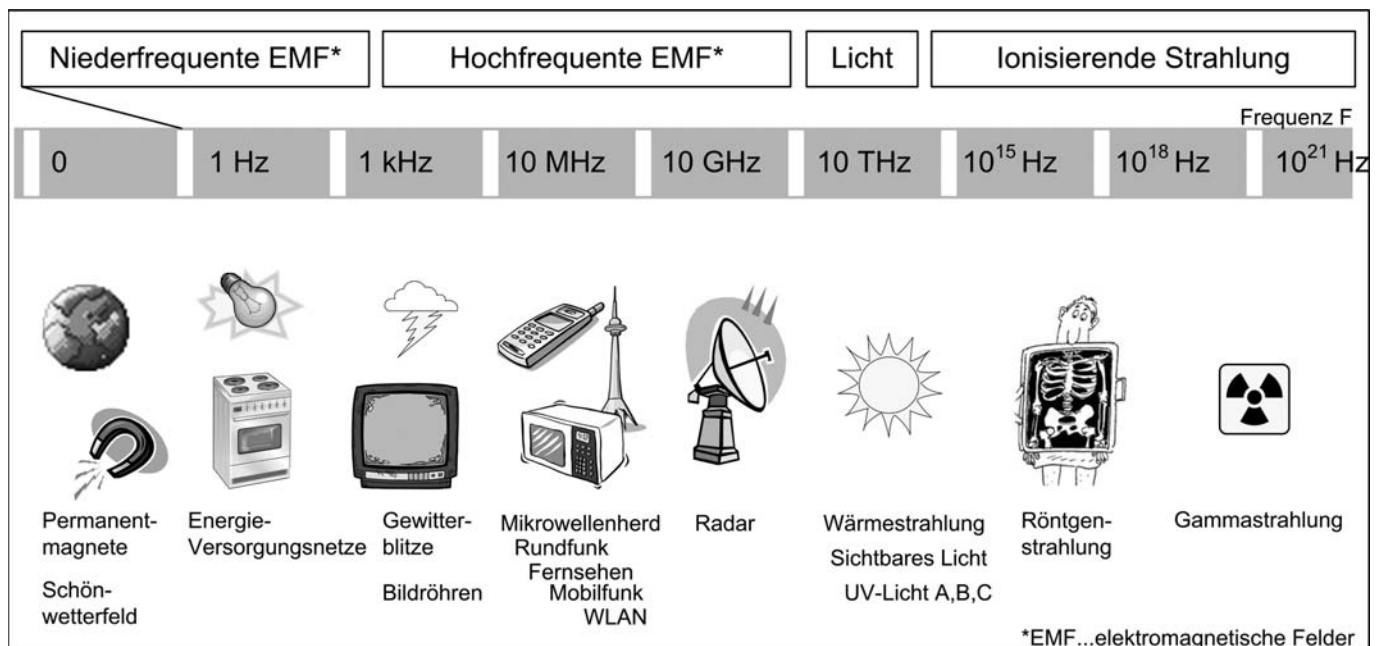 Niederfrequente EMF*
Hochfrequente EMF*
Licht
Ionisierende Strahlung
Frequenz F
0
1 Hz
1 kHz
10 MHz
10 GHz
10 THz
10¹⁵ Hz
10¹⁸ Hz
10²¹ Hz
Permanent-
magnete
Schön-
wetterfeld
Energie-
Versorgungsnetze
Gewitter-
blitze
Bildröhren
Mikrowellenherd
Rundfunk
Fernsehen
Mobilfunk
WLAN
Radar
Wärmestrahlung
Sichtbares Licht
UV-Licht A,B,C
Röntgen-
strahlung
Gammastrahlung
*EMF...elektromagnetische Felder